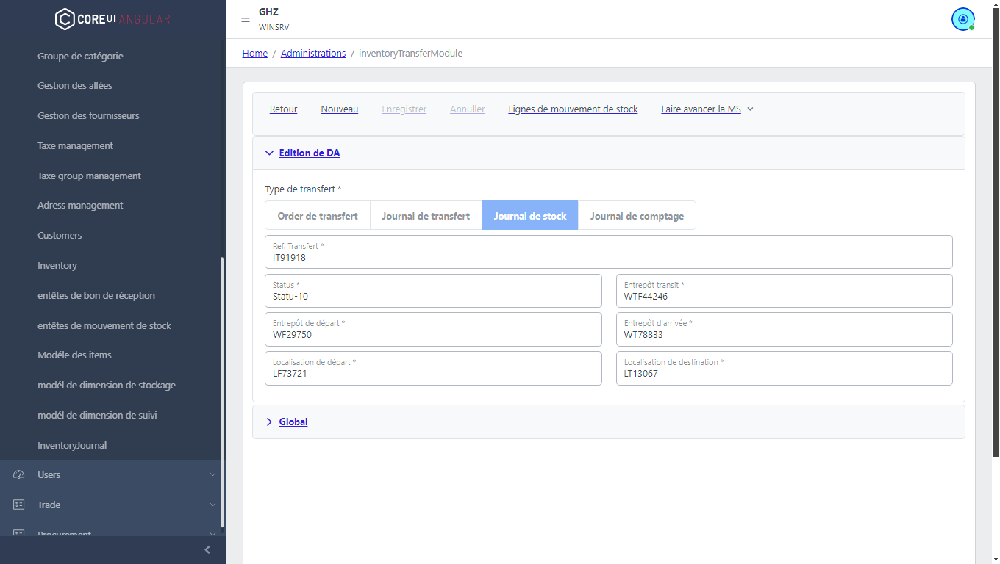 COREUI ANGULAR
Groupe de catégorie
Gestion des allées
Gestion des fournisseurs
Taxe management
Taxe group management
Adress management
Customers
Inventory
entêtes de bon de réception
entêtes de mouvement de stock
Modéle des items
modél de dimension de stockage
modél de dimension de suivi
InventoryJournal
Users
Trade
Procurement
GHZ
WINSRV
Home / Administrations / inventoryTransferModule
Retour Nouveau Enregistrer Annuller Lignes de mouvement de stock Faire avancer la MS
Edition de DA
Type de transfert *
Order de transfert Journal de transfert Journal de stock Journal de comptage
Ref. Transfert *
IT91918
Status *
Statu-10
Entrepôt transit *
WTF44246
Entrepôt de départ *
WF29750
Entrepôt d'arrivée *
WT78833
Localisation de départ *
LF73721
Localisation de destination *
LT13067
Global